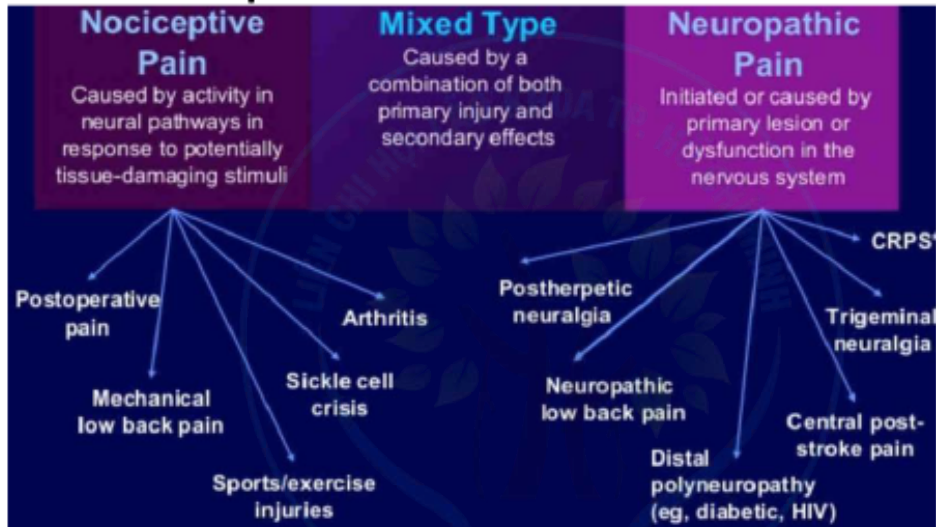 Nociceptive
Pain
Caused by activity in
neural pathways in
response to potentially
tissue-damaging stimuli
Mixed Type
Caused by a
combination of both
primary injury and
secondary effects
Neuropathic
Pain
Initiated or caused by
primary lesion or
dysfunction in the
nervous system
Postoperative
pain
Mechanical
low back pain
Sports/exercise
injuries
Sickle cell
crisis
Arthritis
Postherpetic
neuralgia
Neuropathic
low back pain
Distal
polyneuropathy
(eg, diabetic, HIV)
Central post-
stroke pain
Trigeminal
neuralgia
CRPS*